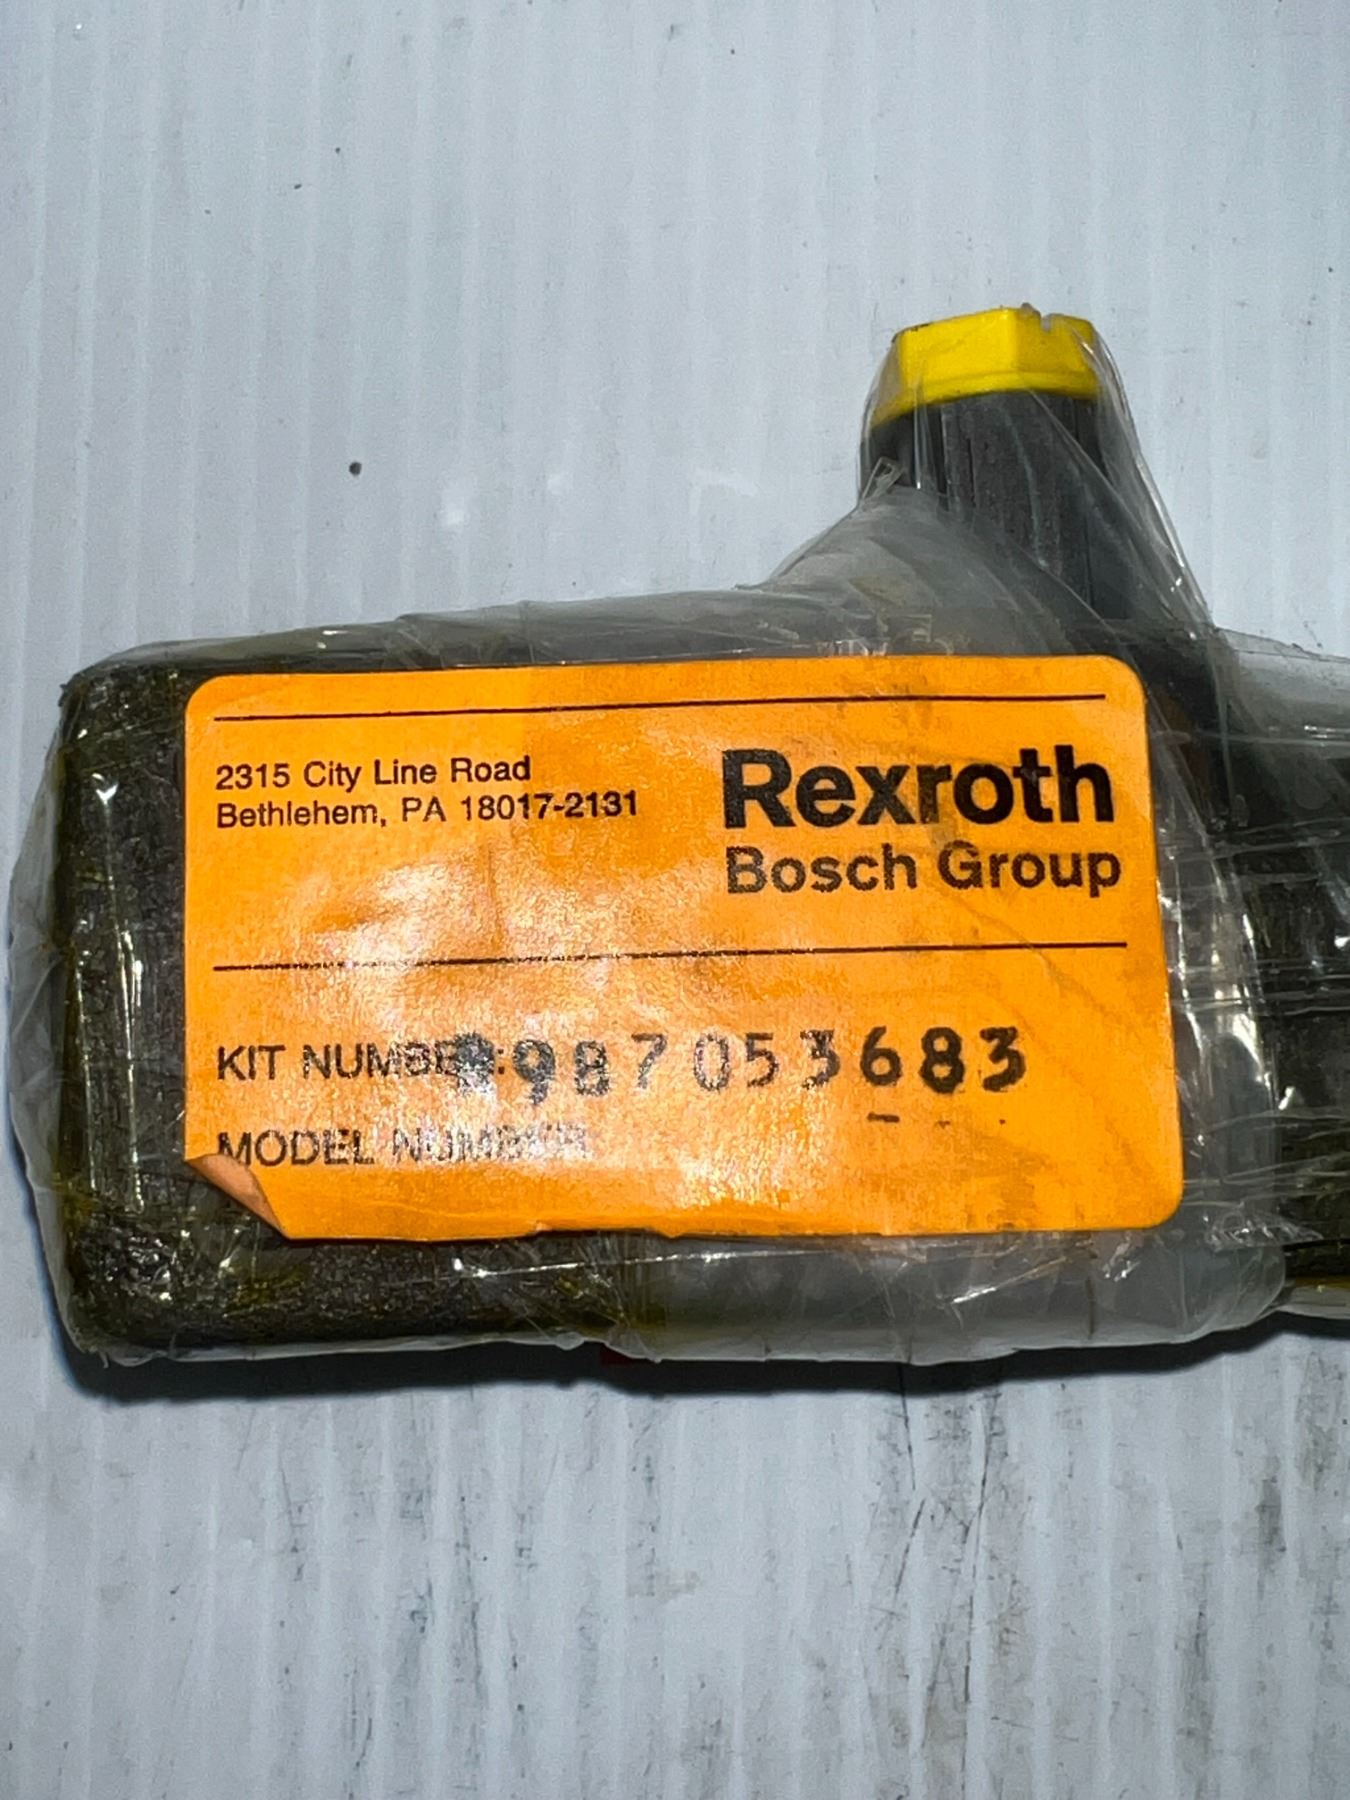 2315 City Line Road
Bethlehem, PA 18017-2131
Rexroth
Bosch Group
KIT NUMBER: 987053683
MODEL NUMBER